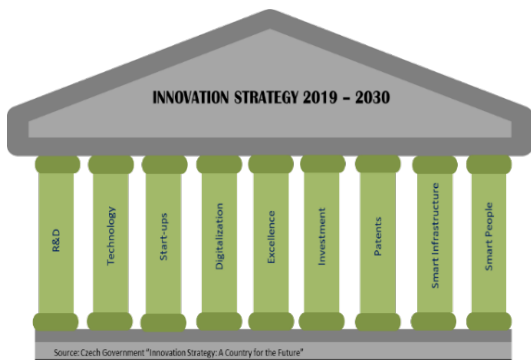 INNOVATION STRATEGY 2019 – 2030
R&D
Technology
Start-ups
Digitalization
Excellence
Investment
Patents
Smart Infrastructure
Smart People
Source: Czech Government "Innovation Strategy: A Country for the Future"